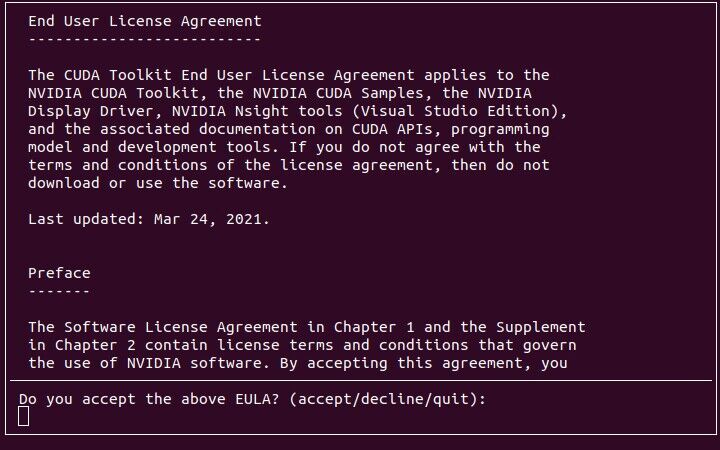 End User License Agreement
--------------------------
The CUDA Toolkit End User License Agreement applies to the
NVIDIA CUDA Toolkit, the NVIDIA CUDA Samples, the NVIDIA
Display Driver, NVIDIA Nsight tools (Visual Studio Edition),
and the associated documentation on CUDA APIs, programming
model and development tools. If you do not agree with the
terms and conditions of the license agreement, then do not
download or use the software.
Last updated: Mar 24, 2021.
Preface
-------
The Software License Agreement in Chapter 1 and the Supplement
in Chapter 2 contain license terms and conditions that govern
the use of NVIDIA software. By accepting this agreement, you
Do you accept the above EULA? (accept/decline/quit):